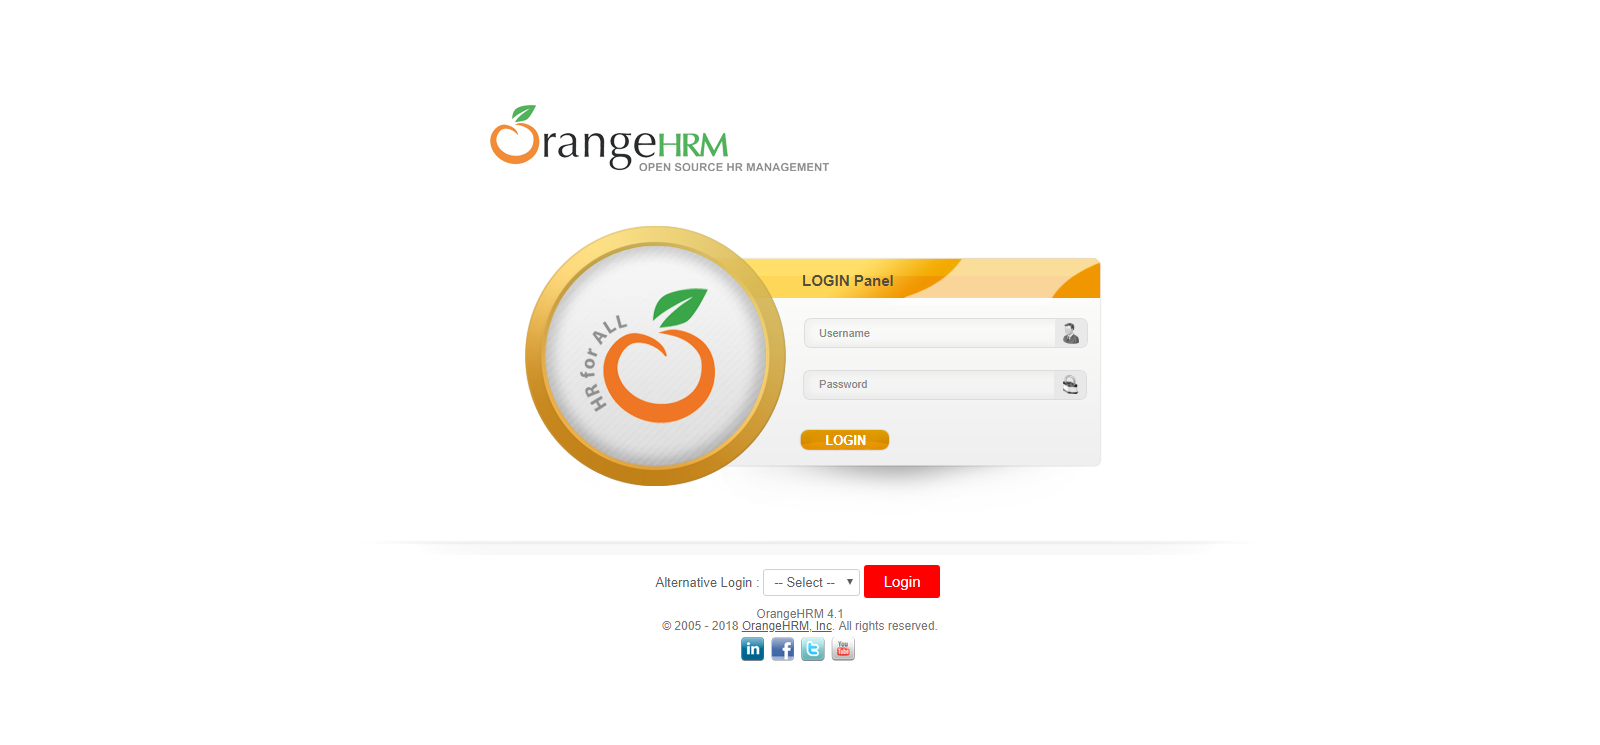 OrangeHRM
OPEN SOURCE HR MANAGEMENT
HR for ALL
LOGIN Panel
Username
Password
LOGIN
Alternative Login : -- Select -- Login
OrangeHRM 4.1
© 2005 - 2018 OrangeHRM, Inc. All rights reserved.
in f t You Tube